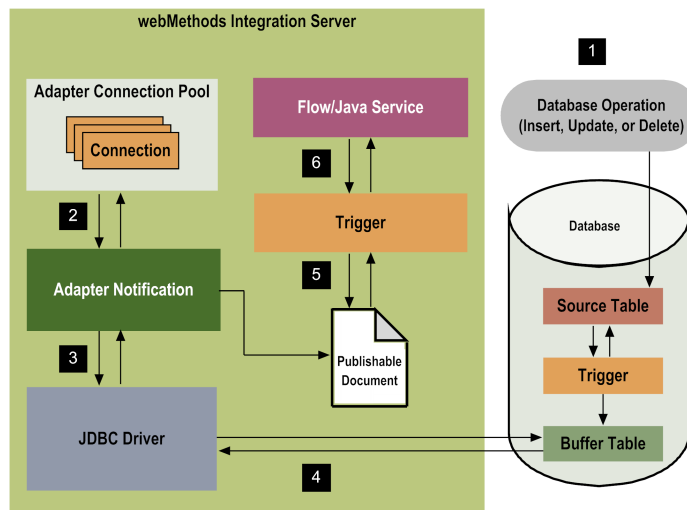 webMethods Integration Server
1
Adapter Connection Pool
Connection
Flow/Java Service
Database Operation
(Insert, Update, or Delete)
2
6
Trigger
Database
Adapter Notification
5
Source Table
3
Publishable
Document
Trigger
JDBC Driver
Buffer Table
4